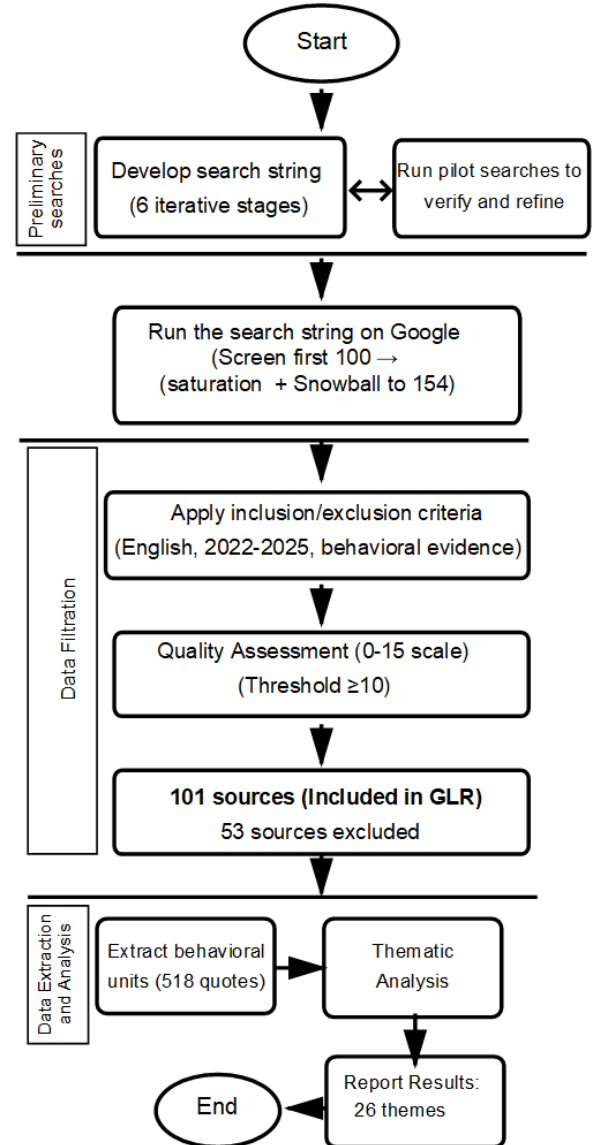 Start
Preliminary
searches
Develop search string
(6 iterative stages)
Run pilot searches to
verify and refine
Run the search string on Google
(Screen first 100 →
(saturation + Snowball to 154)
Data Filtration
Apply inclusion/exclusion criteria
(English, 2022-2025, behavioral evidence)
Quality Assessment (0-15 scale)
(Threshold ≥10)
101 sources (Included in GLR)
53 sources excluded
Data Extraction
and Analysis
Extract behavioral
units (518 quotes)
Thematic
Analysis
Report Results:
26 themes
End